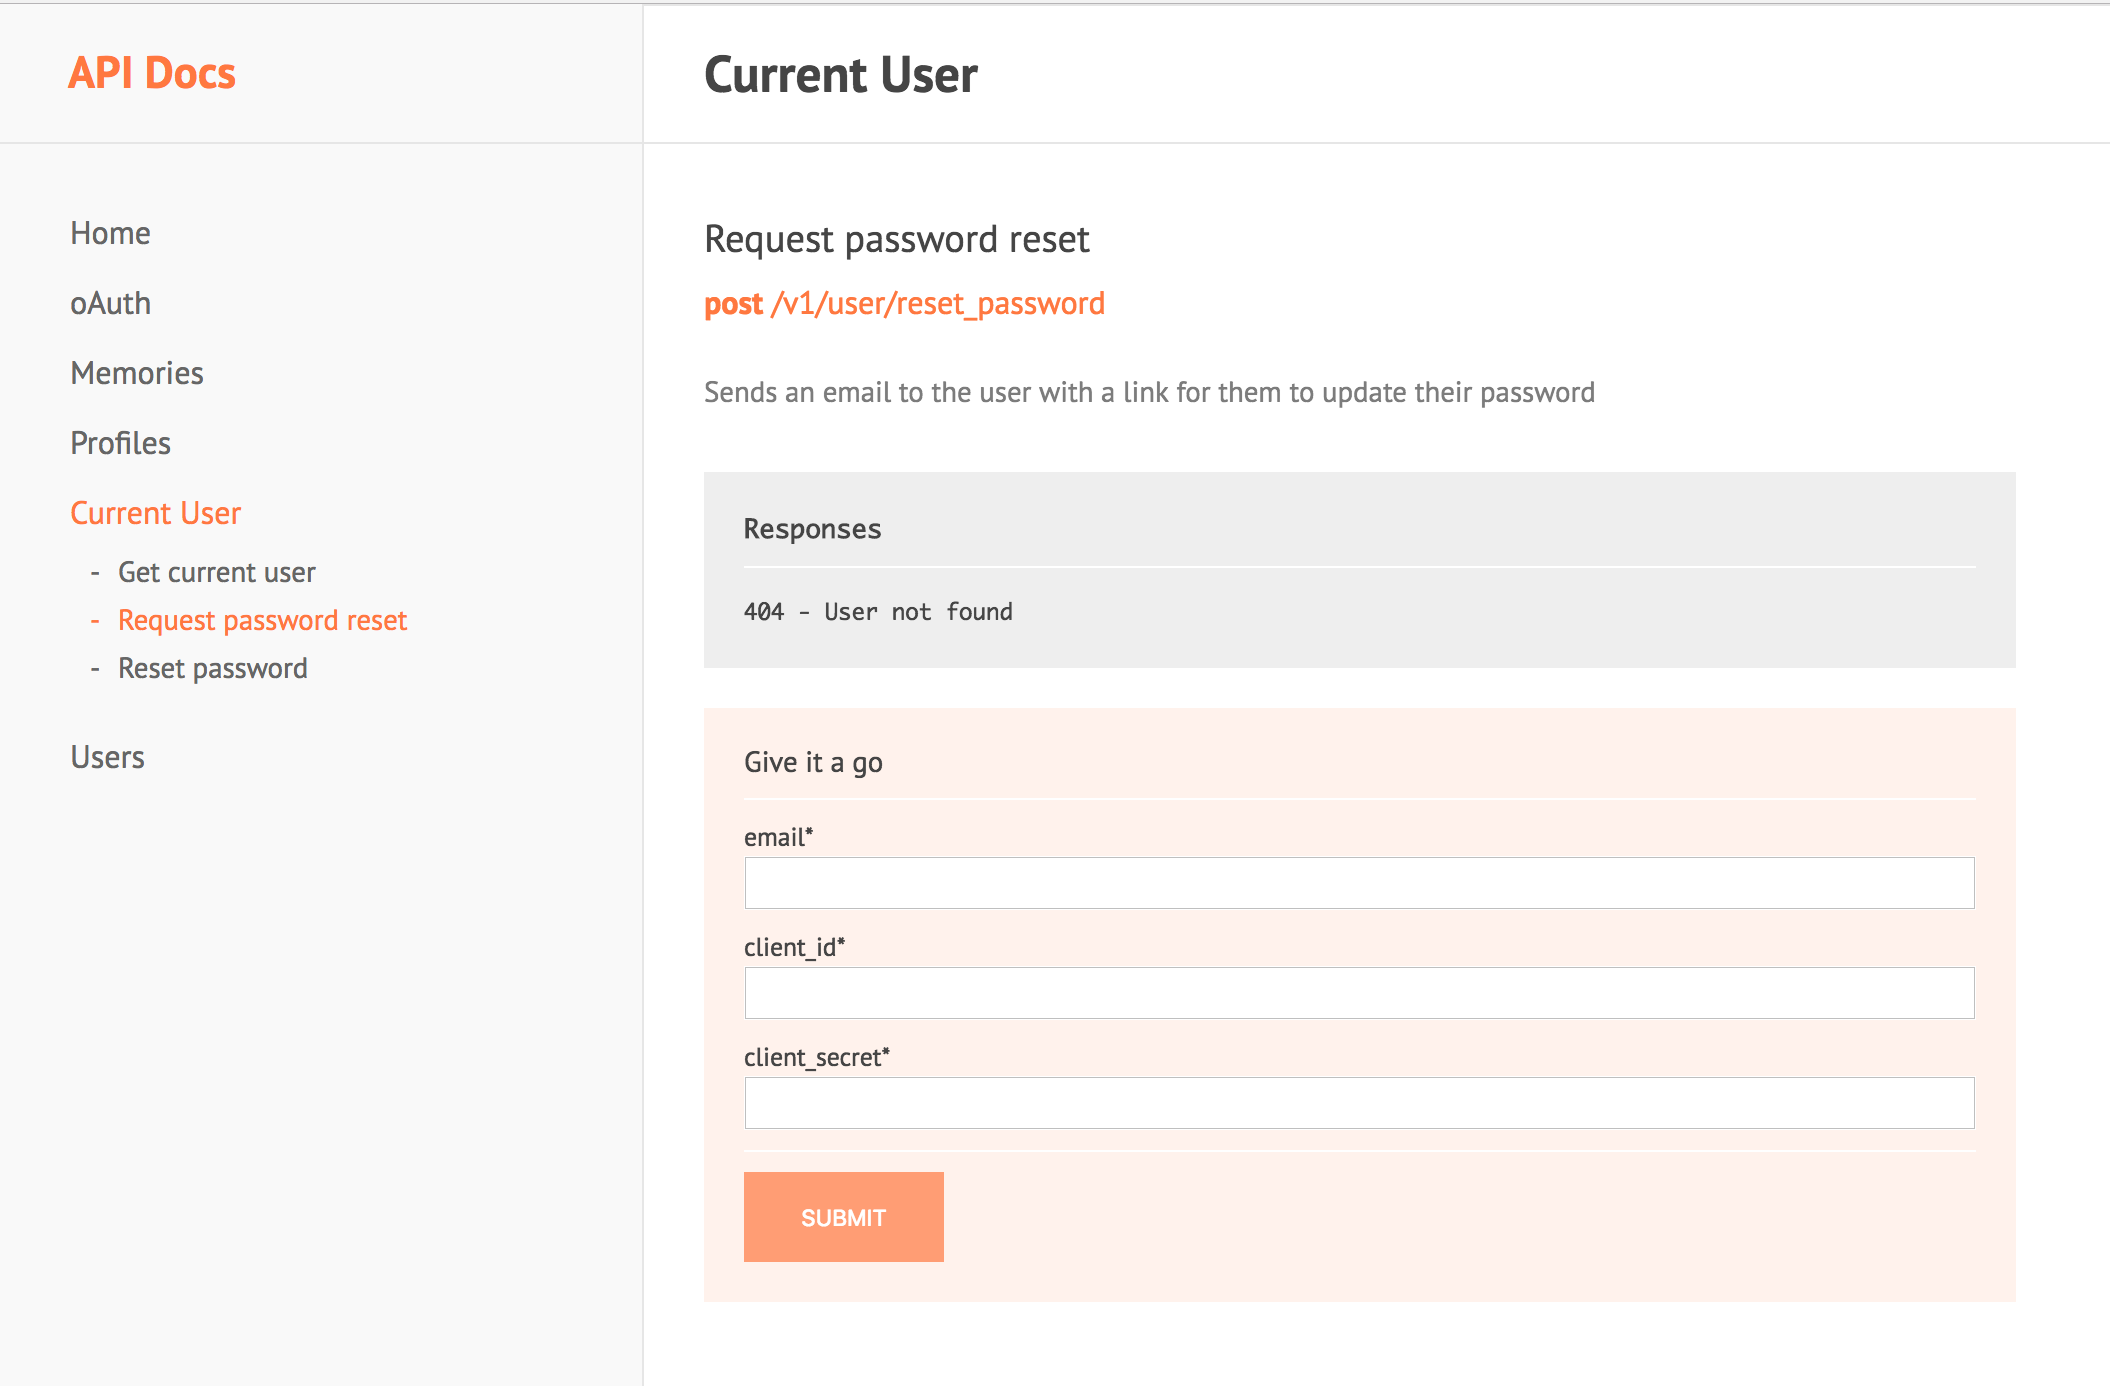 API Docs
Current User
Home
oAuth
Memories
Profiles
Current User
- Get current user
- Request password reset
- Reset password
Users
Request password reset
post /v1/user/reset_password
Sends an email to the user with a link for them to update their password
Responses
404 - User not found
Give it a go
email*
client_id*
client_secret*
SUBMIT